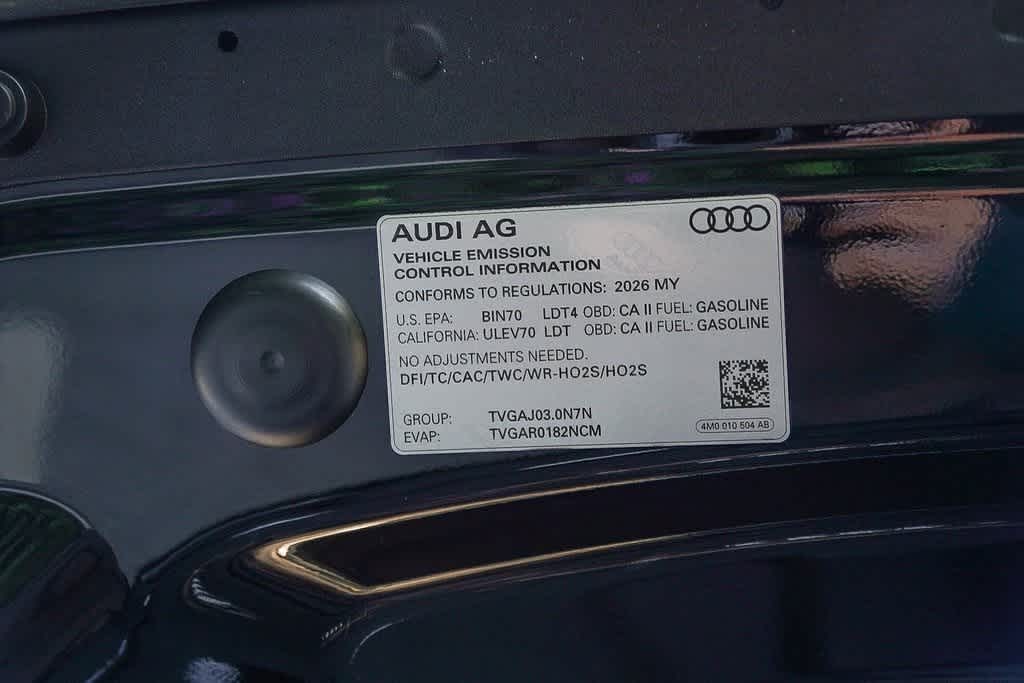 AUDI AG
VEHICLE EMISSION
CONTROL INFORMATION
CONFORMS TO REGULATIONS: 2026 MY
U.S. EPA: BIN70 LDT4 OBD: CA II FUEL: GASOLINE
CALIFORNIA: ULEV70 LDT OBD: CA II FUEL: GASOLINE
NO ADJUSTMENTS NEEDED.
DFI/TC/CAC/TWC/WR-HO2S/HO2S
GROUP: TVGAJ03.0N7N
EVAP: TVGAR0182NCM
4M0 010 504 AB